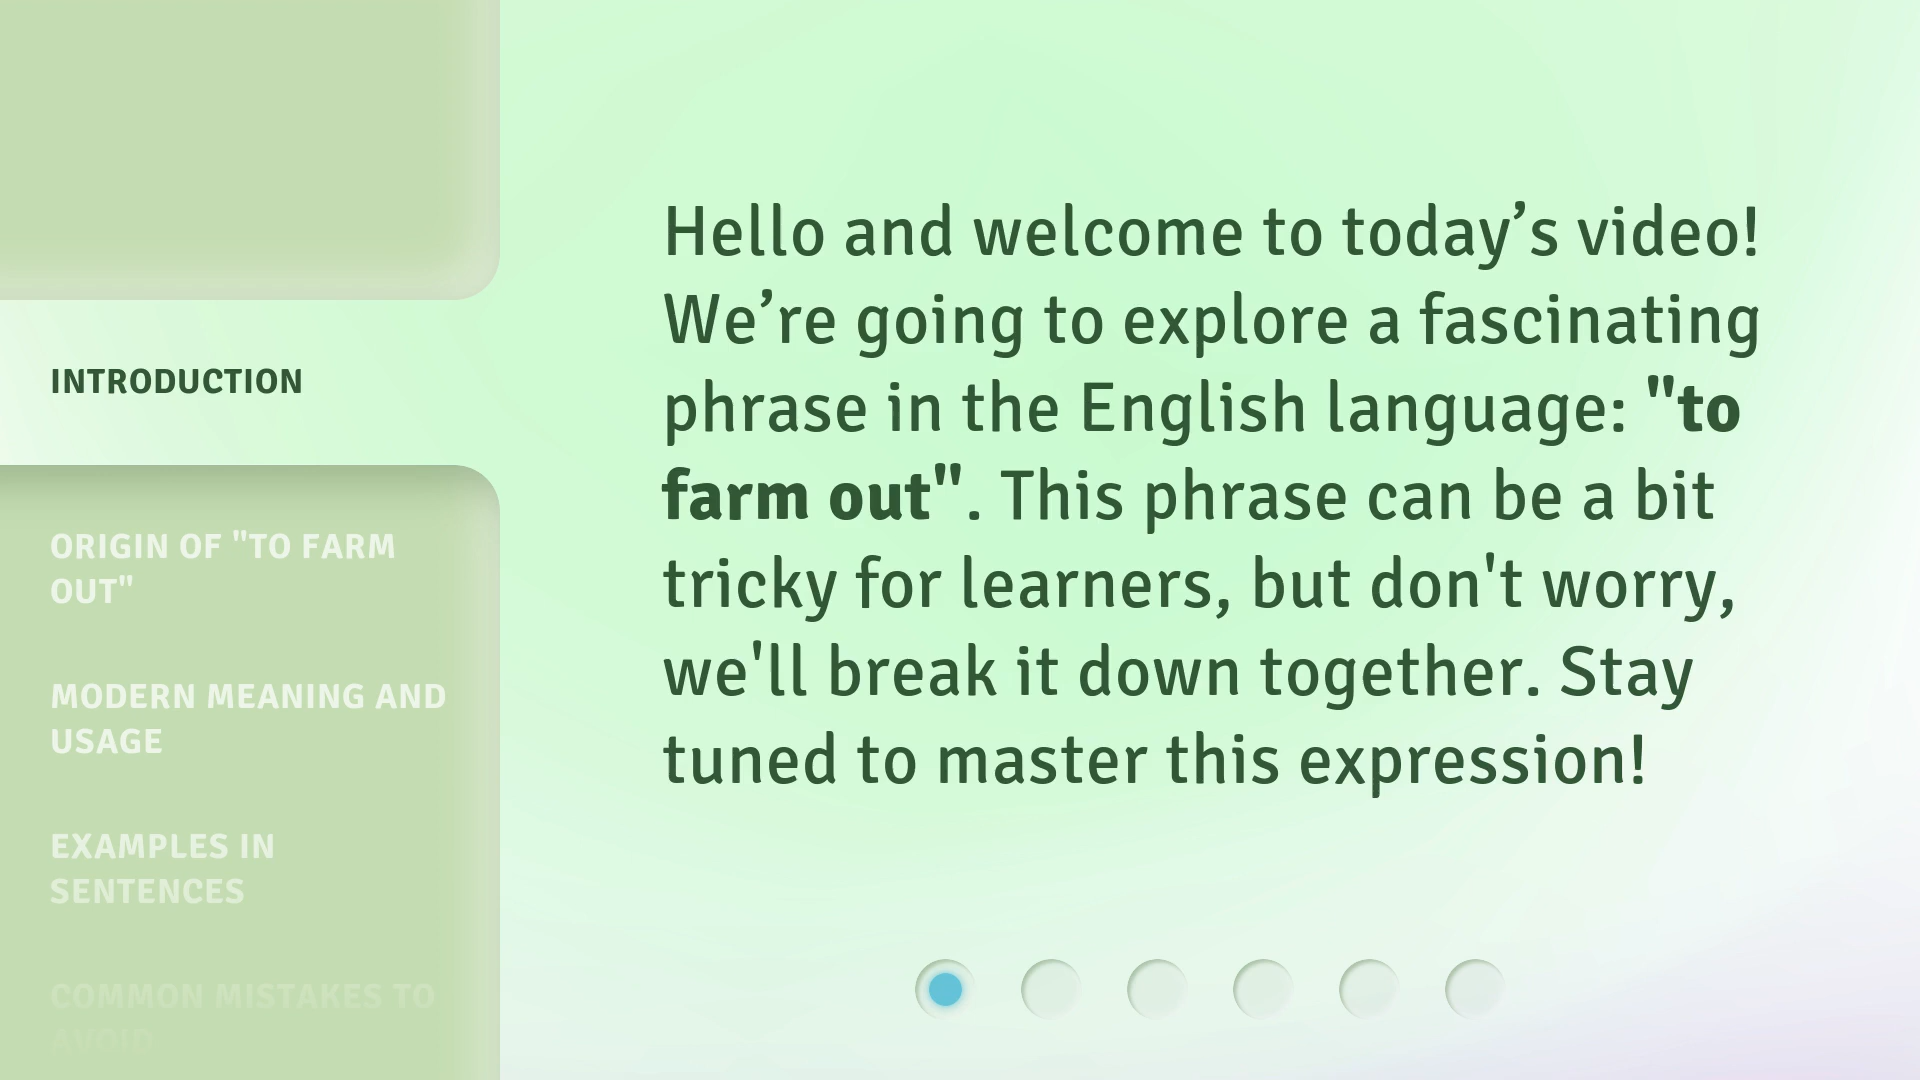 INTRODUCTION
ORIGIN OF "TO FARM
OUT"
MODERN MEANING AND
USAGE
EXAMPLES IN
SENTENCES
COMMON MISTAKES TO
AVOID
Hello and welcome to today’s video!
We’re going to explore a fascinating
phrase in the English language: "to
farm out". This phrase can be a bit
tricky for learners, but don't worry,
we'll break it down together. Stay
tuned to master this expression!